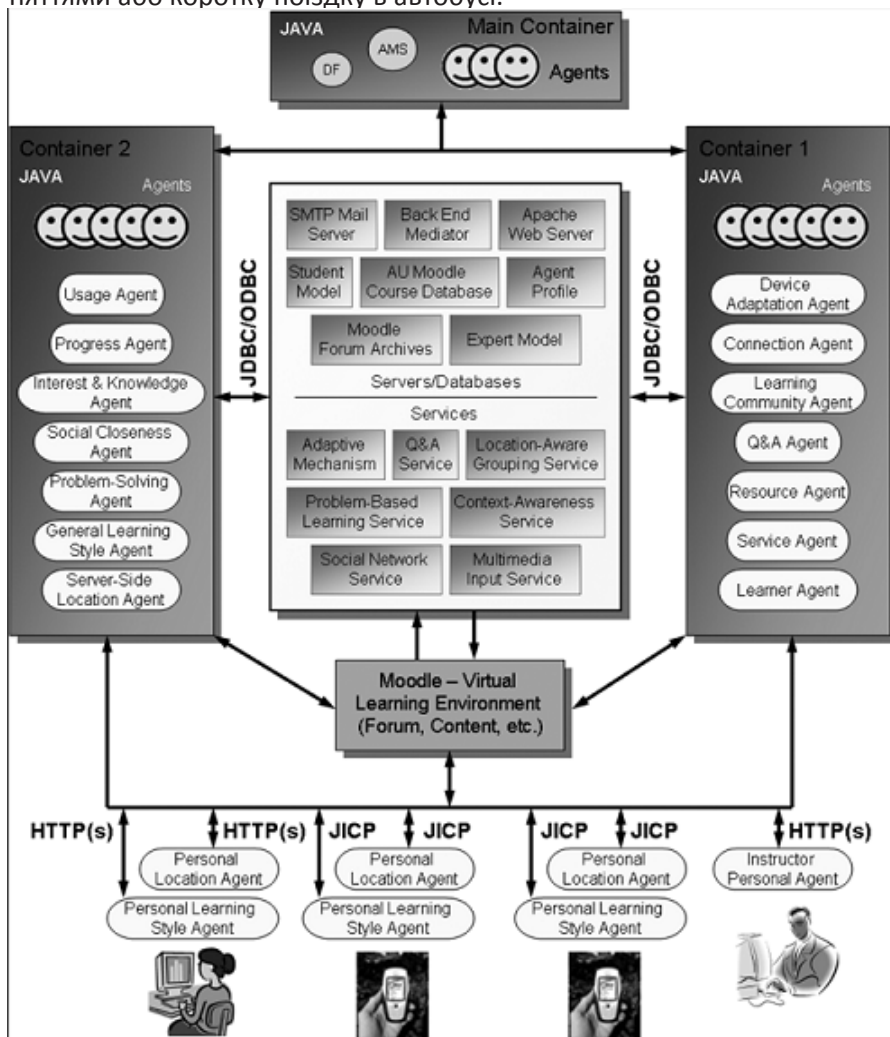 няттями або коротку поїздку в автобусі.
JAVA
Main Container
DF
AMS
Agents
Container 2
JAVA
Agents
Usage Agent
Progress Agent
Interest & Knowledge
Agent
Social Closeness
Agent
Problem-Solving
Agent
General Learning
Style Agent
Server-Side
Location Agent
JDBC/ODBC
SMTP Mail
Server
Back End
Mediator
Apache
Web Server
Student
Model
AU Moodle
Course Database
Agent
Profile
Moodle
Forum Archives
Expert Model
Servers/Databases
Services
Adaptive
Mechanism
Q&A
Service
Location-Aware
Grouping Service
Problem-Based
Learning Service
Context-Awareness
Service
Social Network
Service
Multimedia
Input Service
JDBC/ODBC
Container 1
JAVA
Agents
Device
Adaptation Agent
Connection Agent
Learning
Community Agent
Q&A Agent
Resource Agent
Service Agent
Learner Agent
Moodle – Virtual
Learning Environment
(Forum, Content, etc.)
HTTP(s)
HTTP(s)
JICP
JICP
JICP
JICP
HTTP(s)
Personal
Location Agent
Personal Learning
Style Agent
Personal
Location Agent
Personal Learning
Style Agent
Personal
Location Agent
Personal Learning
Style Agent
Instructor
Personal Agent